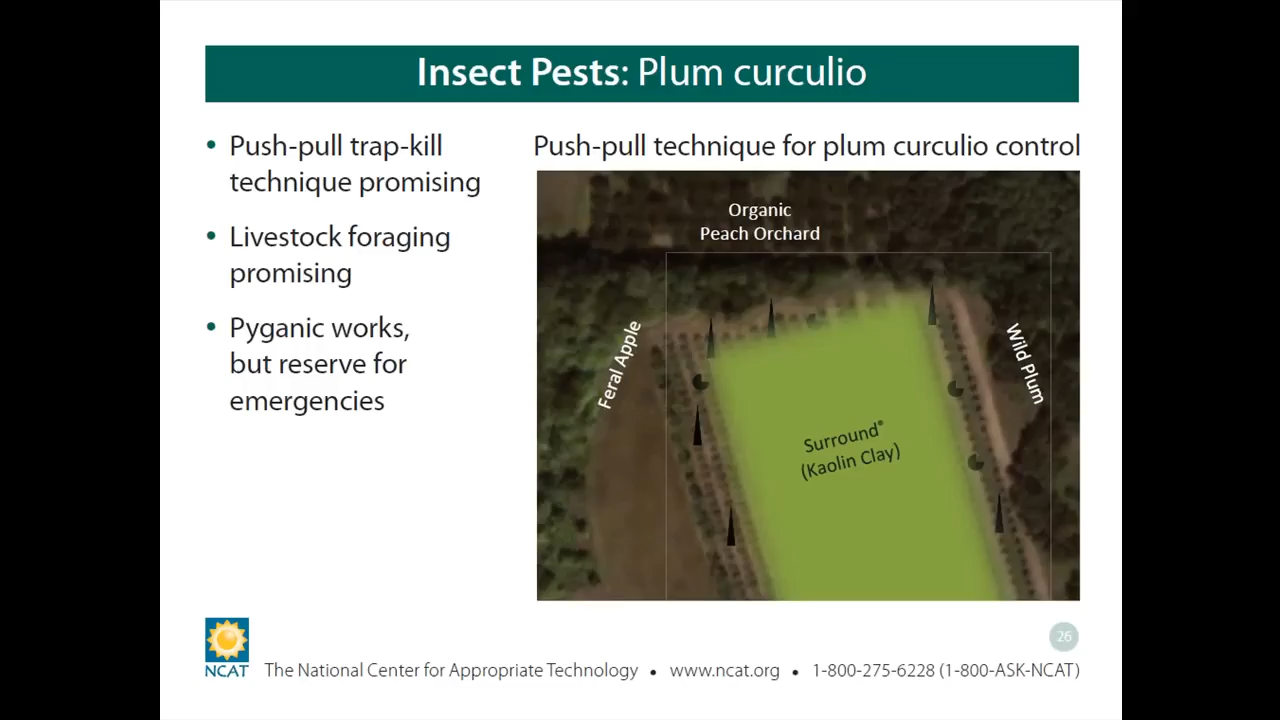 Insect Pests: Plum curculio
• Push-pull trap-kill
technique promising
• Livestock foraging
promising
• Pyganic works,
but reserve for
emergencies
Push-pull technique for plum curculio control
Organic
Peach Orchard
Feral Apple
Wild Plum
Surround®
(Kaolin Clay)
26
NCAT
The National Center for Appropriate Technology • www.ncat.org • 1-800-275-6228 (1-800-ASK-NCAT)